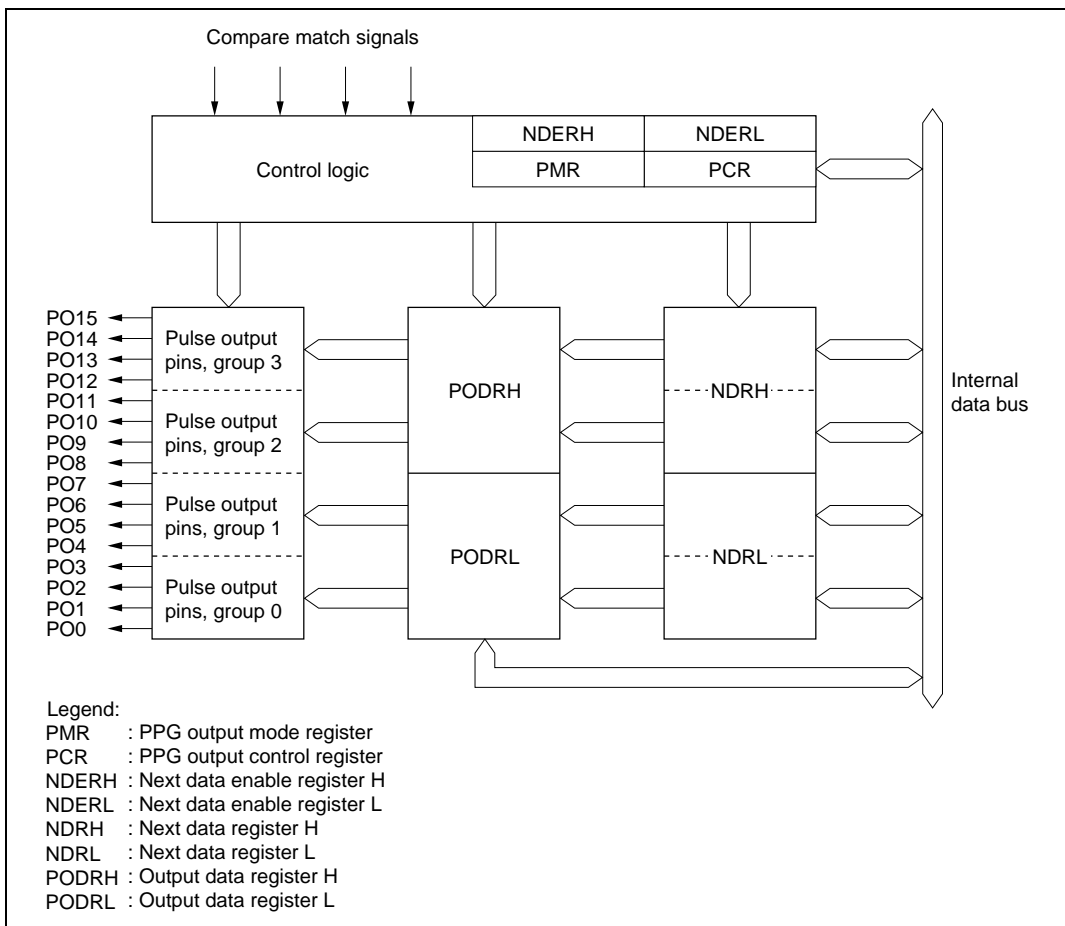 Compare match signals
NDERH NDERL
Control logic PMR PCR
PO15
PO14
PO13
PO12
PO11
PO10
PO9
PO8
PO7
PO6
PO5
PO4
PO3
PO2
PO1
PO0
Pulse output
pins, group 3
Pulse output
pins, group 2
Pulse output
pins, group 1
Pulse output
pins, group 0
PODRH
PODRL
NDRH
NDRL
Internal
data bus
Legend:
PMR : PPG output mode register
PCR : PPG output control register
NDERH : Next data enable register H
NDERL : Next data enable register L
NDRH : Next data register H
NDRL : Next data register L
PODRH : Output data register H
PODRL : Output data register L